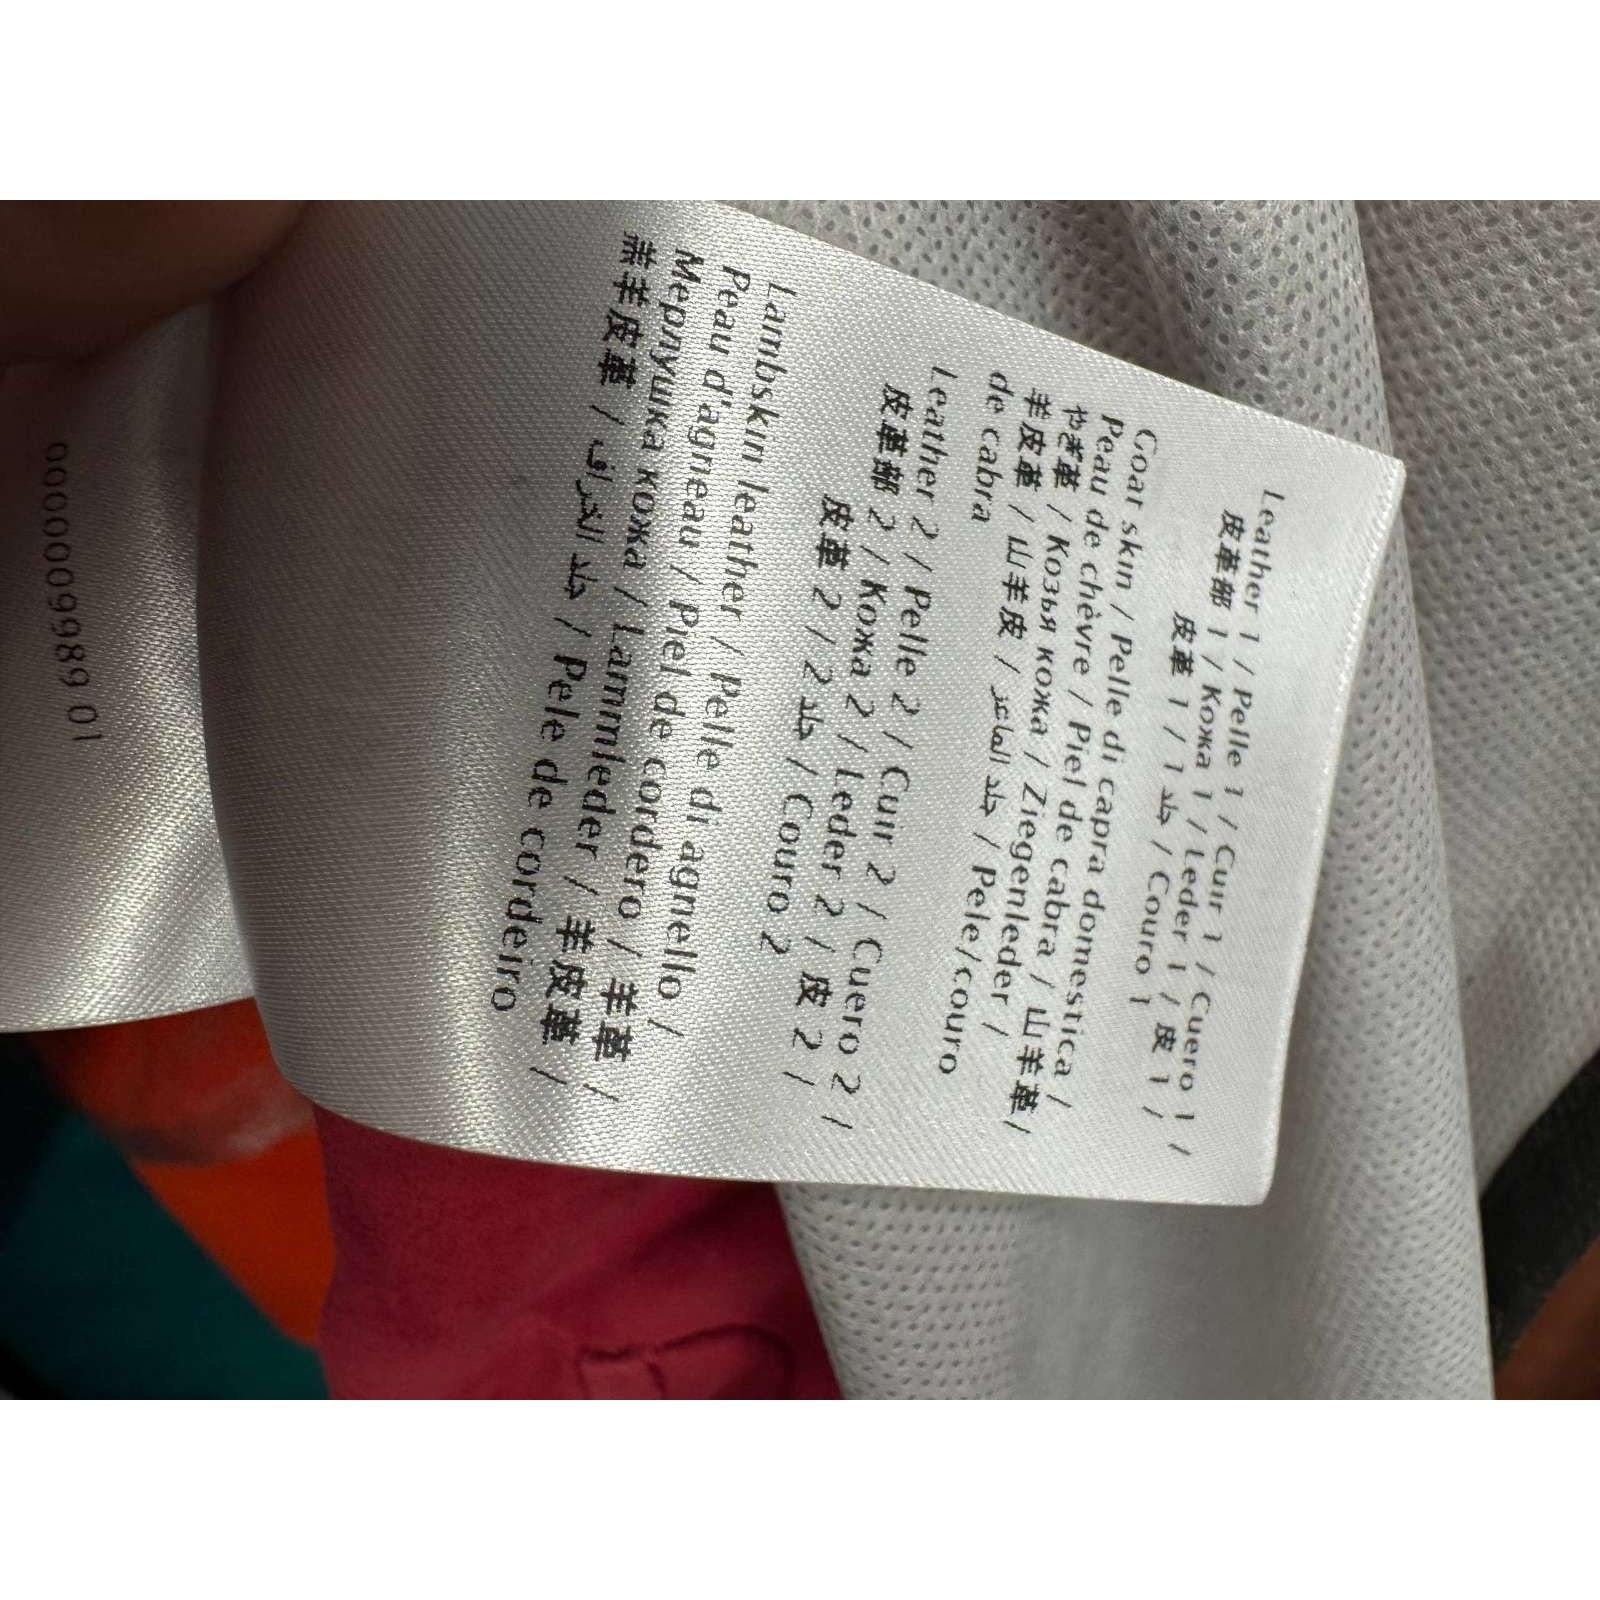 Leather 1 / Pelle 1 / Cuir 1 / Cuero 1 /
皮革部 1 / Кожа 1 / Leder 1 / 皮 1 /
皮革 1 / جلد 1 / Couro 1
Goar skin / Pelle di capra domestica /
Peau de chèvre / Piel de cabra / 山羊革/
やぎ革 / Козья кожа / Ziegenleder /
羊皮革 / 山羊皮 / جلد الماعز / Pele/couro
de cabra
Leather 2 / Pelle 2 / Cuir 2 / Cuero 2 /
皮革部 2 / Кожа 2 / Leder 2 / 皮 2 /
皮革 2 / جلد 2 / Couro 2
Lambskin leather / Pelle di agnello /
Peau d'agneau / Piel de cordero / 羊革 /
Мерлушка кожа / Lammleder / 羊皮革 /
羔羊皮革 / جلد الخراف / Pele de cordeiro
0000009989 01